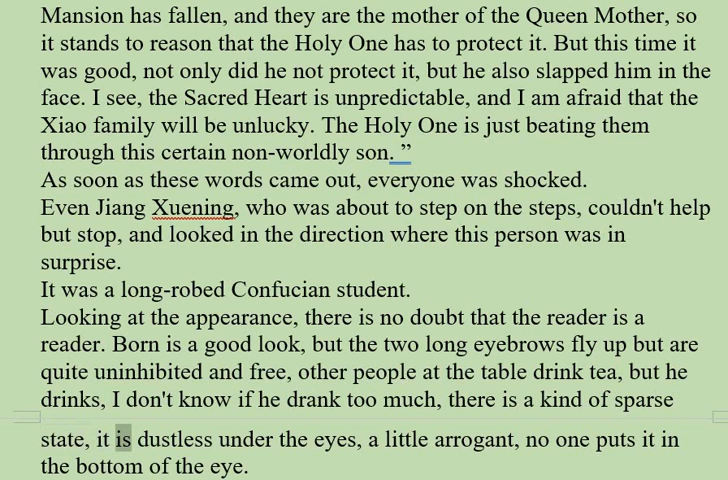 Mansion has fallen, and they are the mother of the Queen Mother, so
it stands to reason that the Holy One has to protect it. But this time it
was good, not only did he not protect it, but he also slapped him in the
face. I see, the Sacred Heart is unpredictable, and I am afraid that the
Xiao family will be unlucky. The Holy One is just beating them
through this certain non-worldly son. ”
As soon as these words came out, everyone was shocked.
Even Jiang Xuening, who was about to step on the steps, couldn't help
but stop, and looked in the direction where this person was in
surprise.
It was a long-robed Confucian student.
Looking at the appearance, there is no doubt that the reader is a
reader. Born is a good look, but the two long eyebrows fly up but are
quite uninhibited and free, other people at the table drink tea, but he
drinks, I don't know if he drank too much, there is a kind of sparse
state, it is dustless under the eyes, a little arrogant, no one puts it in
the bottom of the eye.